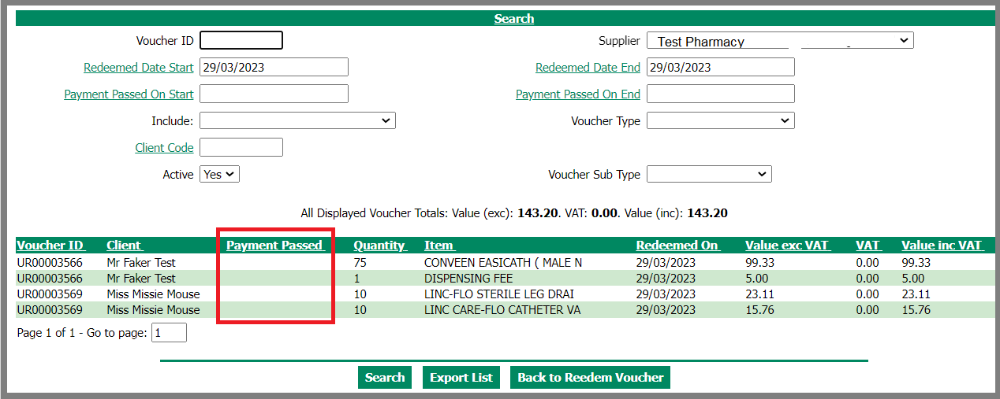 Search
Voucher ID Supplier Test Pharmacy
Redeemed Date Start 29/03/2023 Redeemed Date End 29/03/2023
Payment Passed On Start Payment Passed On End
Include: Voucher Type
Client Code
Active Yes Voucher Sub Type
All Displayed Voucher Totals: Value (exc): 143.20. VAT: 0.00. Value (inc): 143.20
Voucher ID Client Payment Passed Quantity Item Redeemed On Value exc VAT VAT Value inc VAT
UR00003566 Mr Faker Test 75 CONVEEN EASICATH ( MALE N 29/03/2023 99.33 0.00 99.33
UR00003566 Mr Faker Test 1 DISPENSING FEE 29/03/2023 5.00 0.00 5.00
UR00003569 Miss Missie Mouse 10 LINC-FLO STERILE LEG DRAI 29/03/2023 23.11 0.00 23.11
UR00003569 Miss Missie Mouse 10 LINC CARE-FLO CATHETER VA 29/03/2023 15.76 0.00 15.76
Page 1 of 1 - Go to page: 1
Search Export List Back to Reedem Voucher